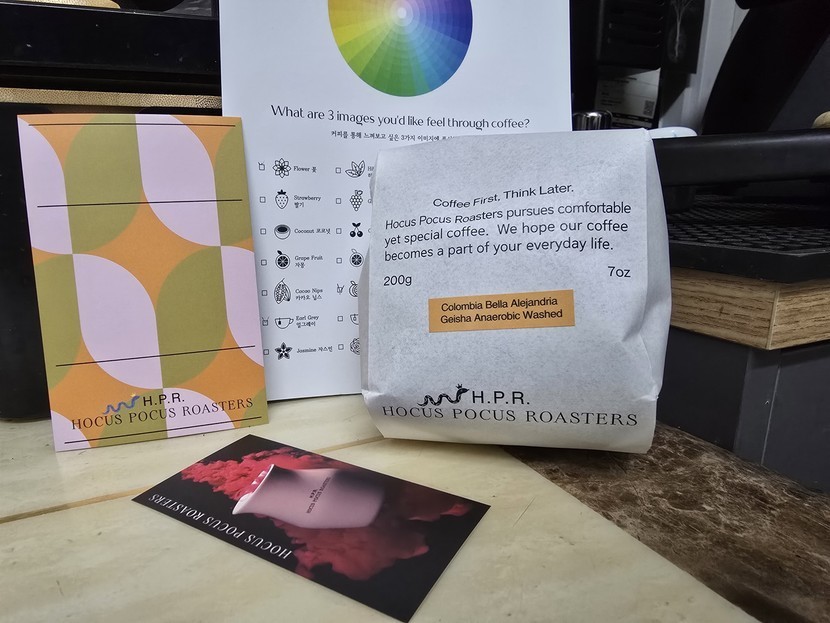 What are 3 images you'd like feel through coffee?
커피를 통해 느껴보고 싶은 3가지 이미지에
Flower 꽃
Strawberry
딸기
Coconut 코코넛
Grape Fruit
자몽
Cacao Nips
카카오 닙스
Earl Grey
얼그레이
Jasmine 자스민
Coffee First, Think Later.
Hocus Pocus Roasters pursues comfortable
yet special coffee. We hope our coffee
becomes a part of your everyday life.
200g 7oz
Colombia Bella Alejandria
Geisha Anaerobic Washed
H.P.R.
HOCUS POCUS ROASTERS
H.P.R.
HOCUS POCUS ROASTERS
HOCUS POCUS ROASTERS